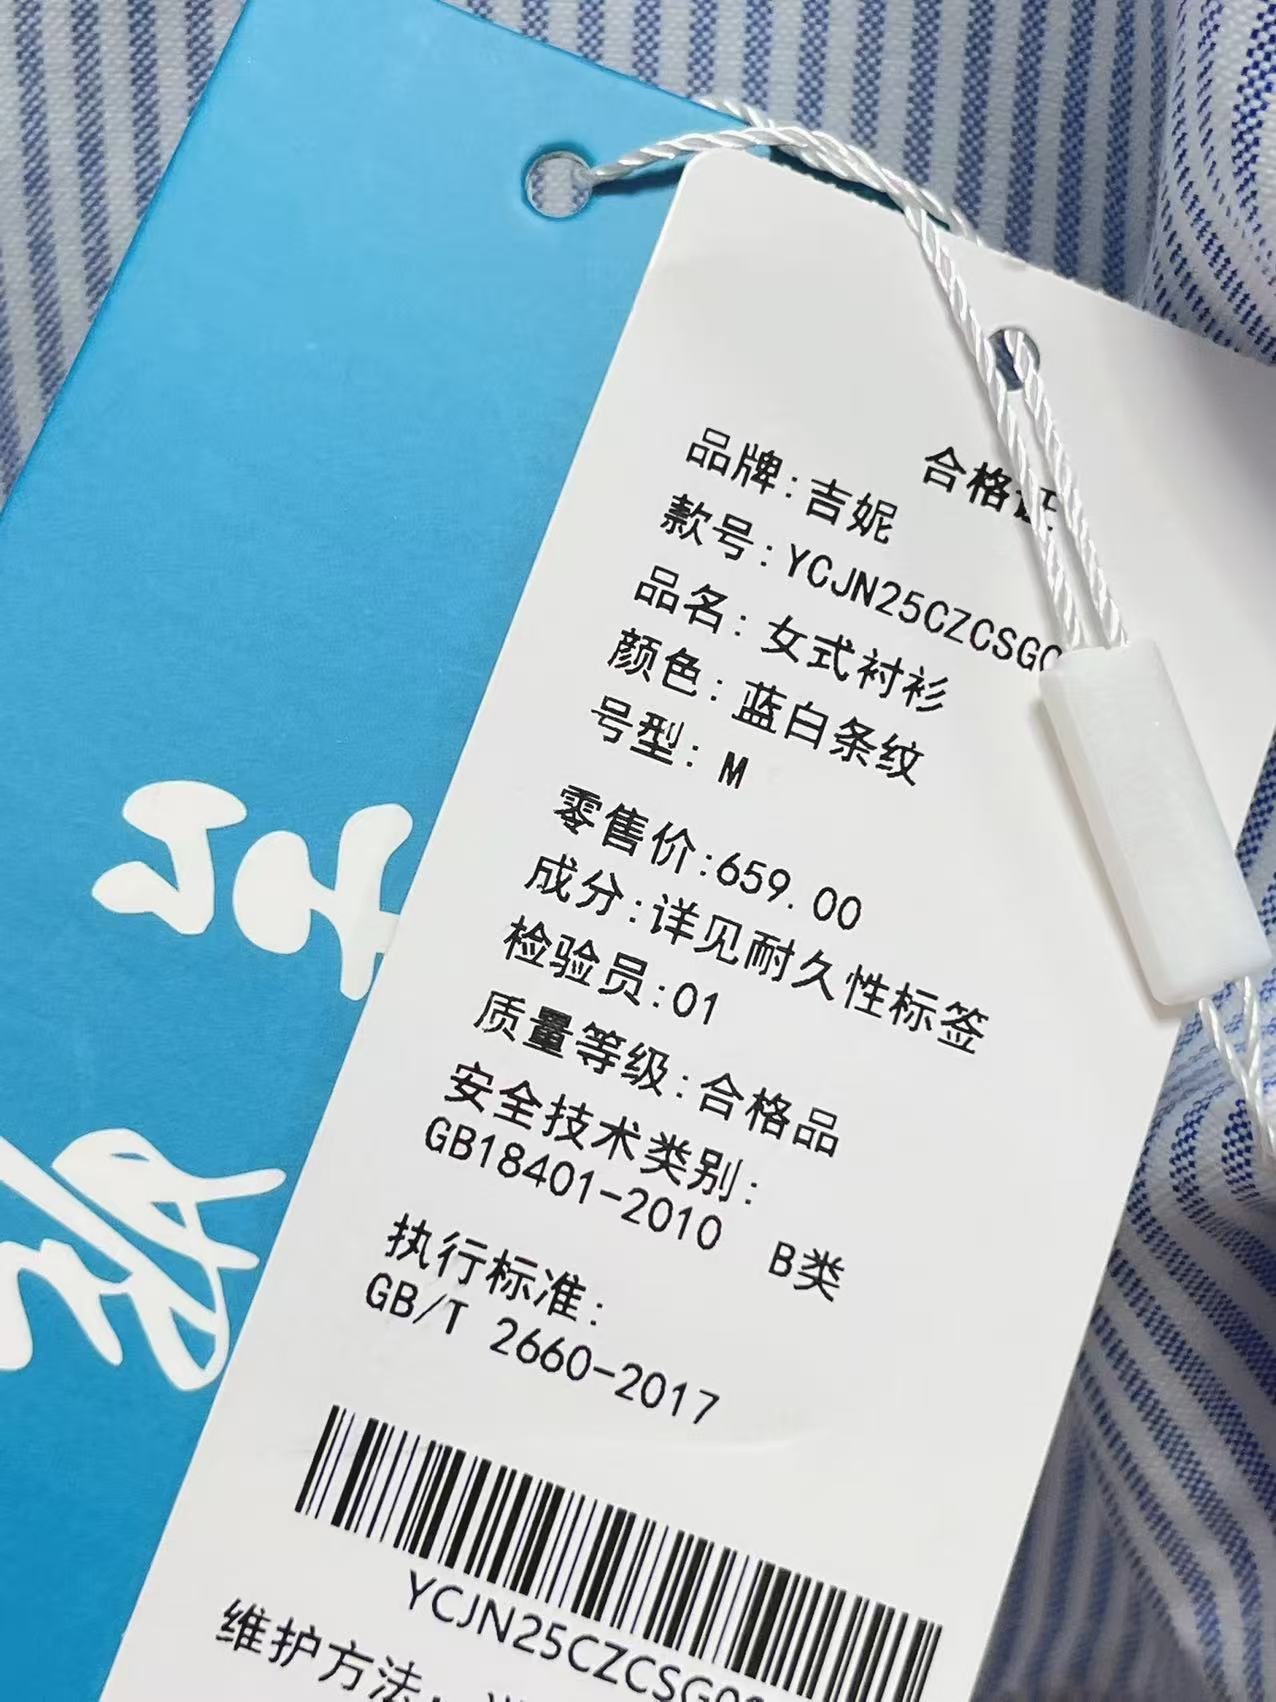 合格证
品牌:吉妮
款号:YCJN25CZCSG
品名:女式衬衫
颜色:蓝白条纹
号型:M
零售价:659.00
成分:详见耐久性标签
检验员:01
质量等级:合格品
安全技术类别:
GB18401-2010 B类
执行标准:
GB/T 2660-2017
YCJN25CZCSG0
维护方法: